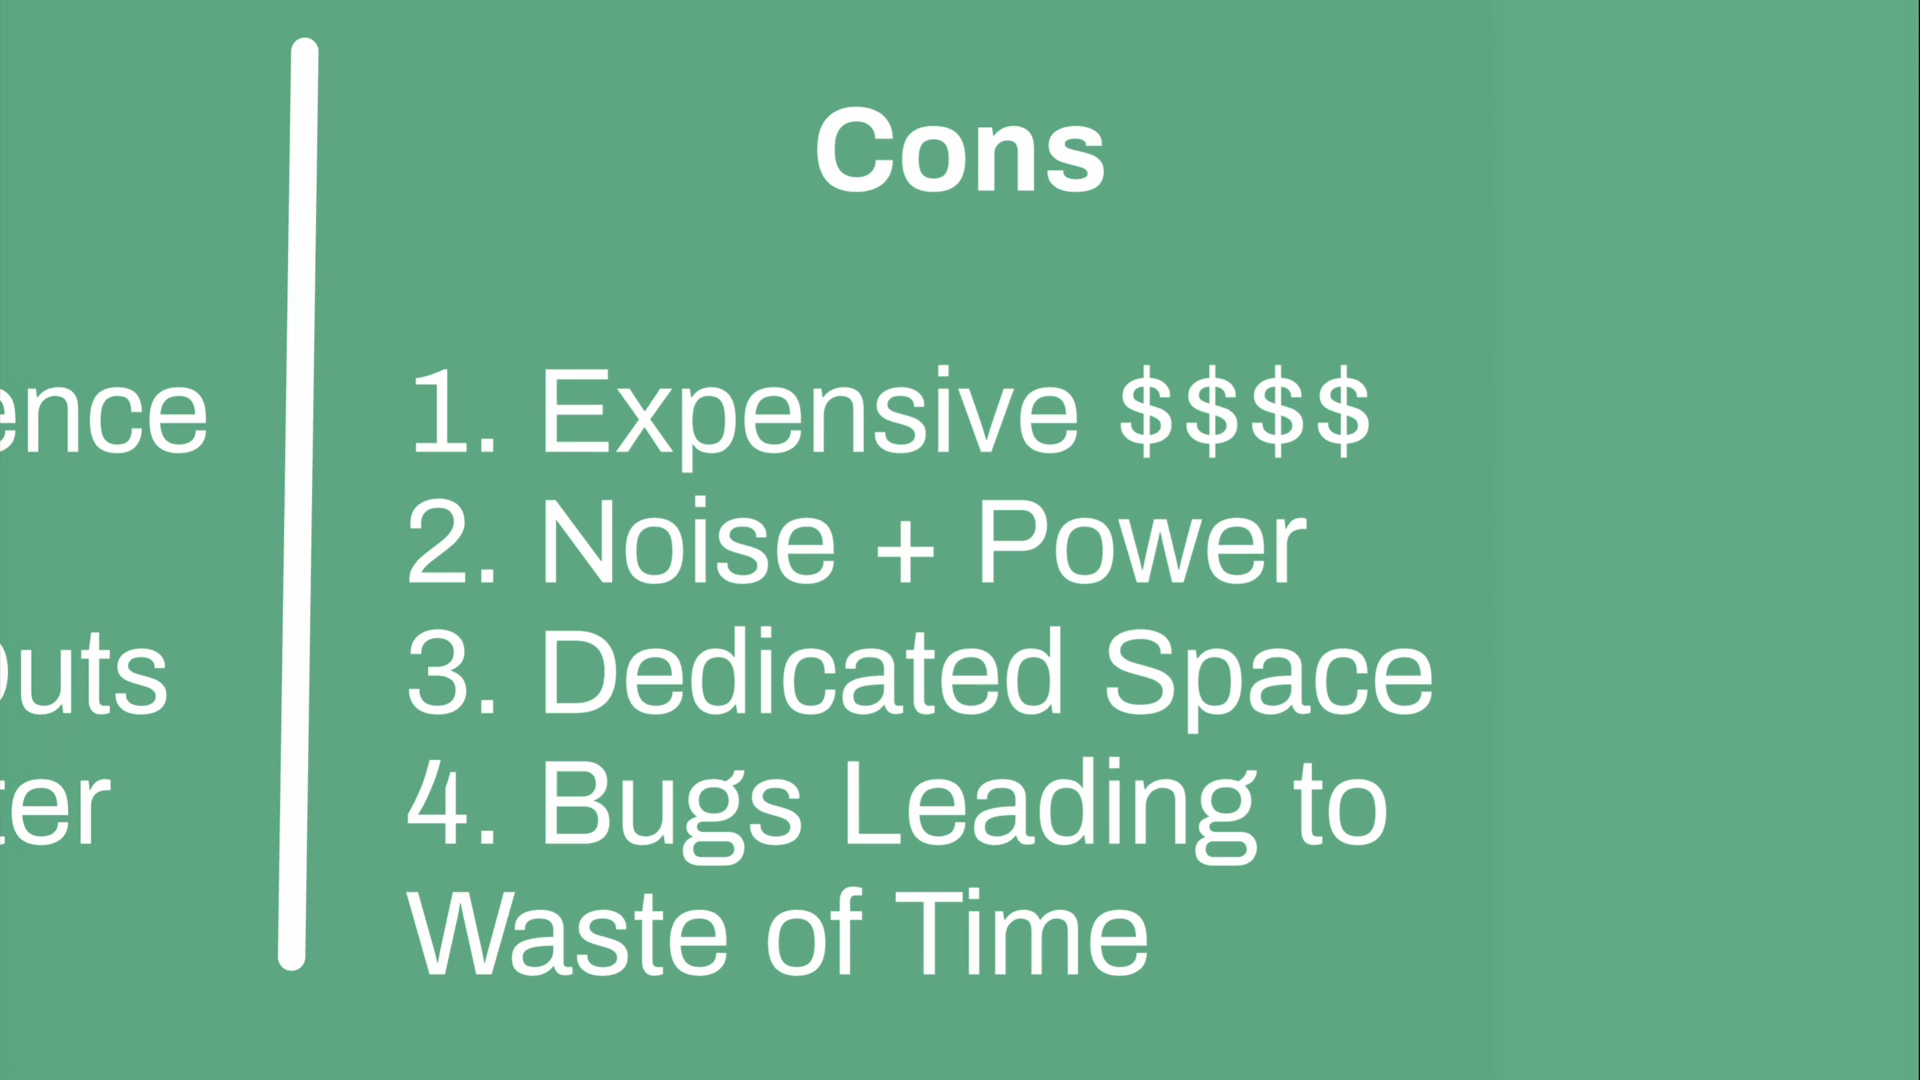 Cons
1. Expensive $$$$
2. Noise + Power
3. Dedicated Space
4. Bugs Leading to
Waste of Time